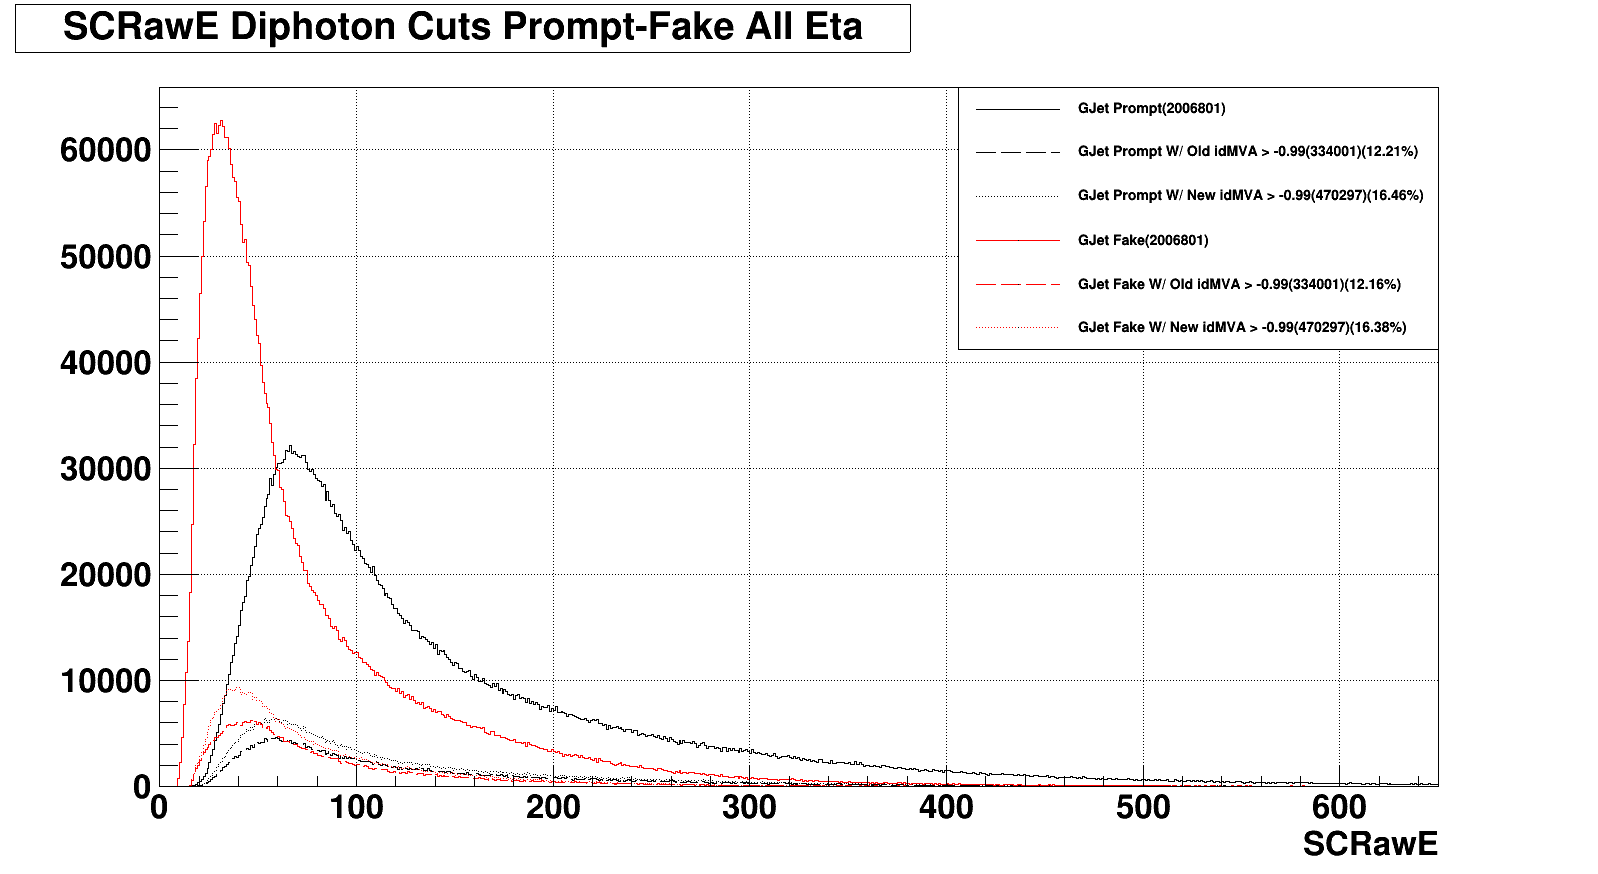 SCRawE Diphoton Cuts Prompt-Fake All Eta
GJet Prompt(2006801)
GJet Prompt W/ Old idMVA > -0.99(334001)(12.21%)
GJet Prompt W/ New idMVA > -0.99(470297)(16.46%)
GJet Fake(2006801)
GJet Fake W/ Old idMVA > -0.99(334001)(12.16%)
GJet Fake W/ New idMVA > -0.99(470297)(16.38%)
60000
50000
40000
30000
20000
10000
0
0 100 200 300 400 500 600
SCRawE